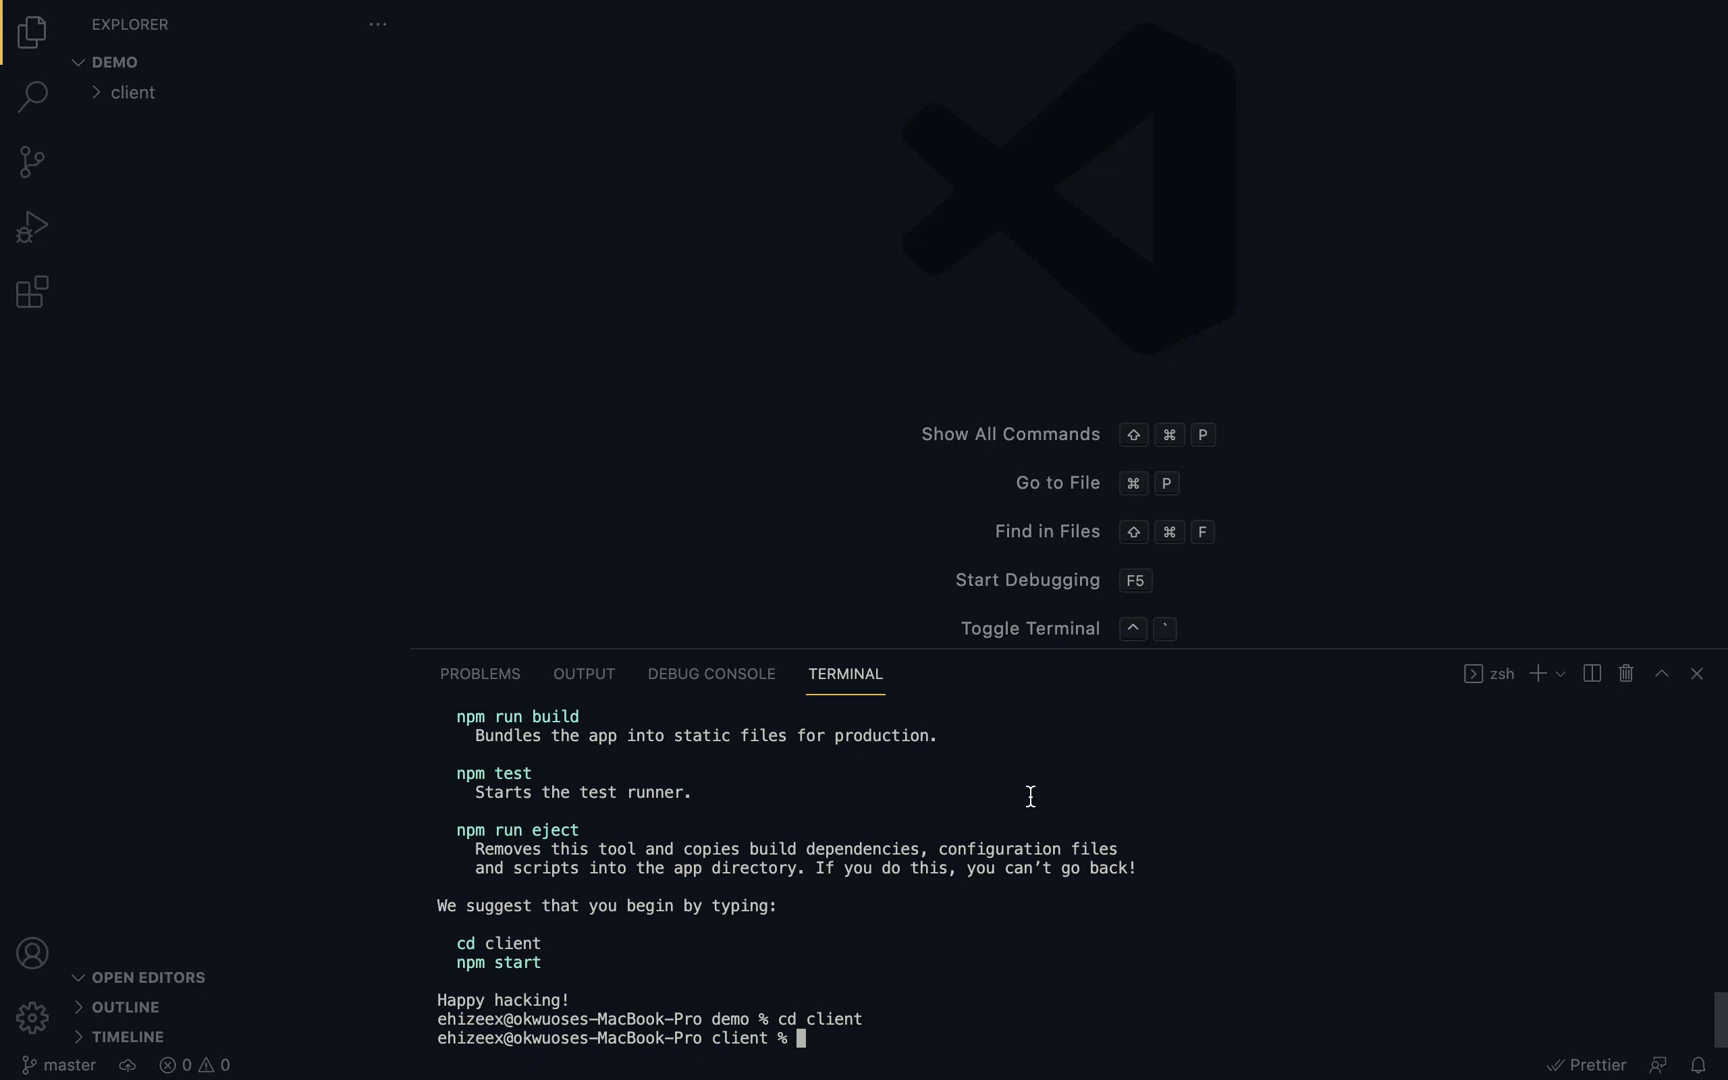 EXPLORER
DEMO
client
Show All Commands ⇧ ⌘ P
Go to File ⌘ P
Find in Files ⇧ ⌘ F
Start Debugging F5
Toggle Terminal ^ `
PROBLEMS OUTPUT DEBUG CONSOLE TERMINAL zsh
npm run build
Bundles the app into static files for production.
npm test
Starts the test runner.
npm run eject
Removes this tool and copies build dependencies, configuration files
and scripts into the app directory. If you do this, you can’t go back!
We suggest that you begin by typing:
cd client
npm start
Happy hacking!
ehizeex@okwuoses-MacBook-Pro demo % cd client
ehizeex@okwuoses-MacBook-Pro client %
OPEN EDITORS
OUTLINE
TIMELINE
master 0 0 Prettier